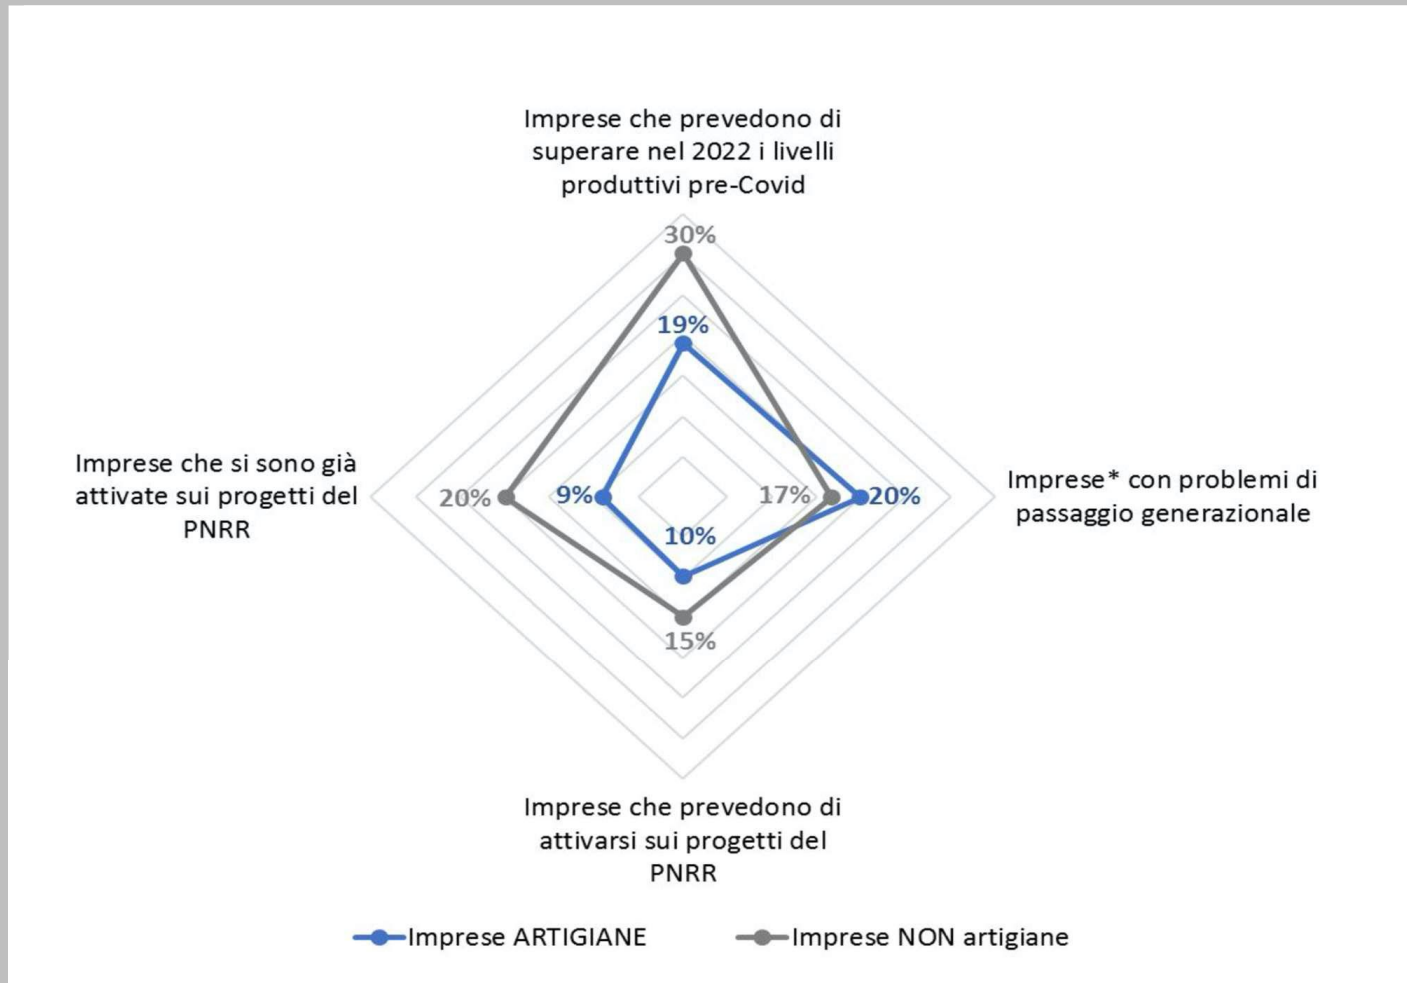 Imprese che prevedono di
superare nel 2022 i livelli
produttivi pre-Covid
30%
19%
Imprese che si sono già
attivate sui progetti del
PNRR
20%
9%
17%
20%
Imprese* con problemi di
passaggio generazionale
10%
15%
Imprese che prevedono di
attivarsi sui progetti del
PNRR
Imprese ARTIGIANE
Imprese NON artigiane